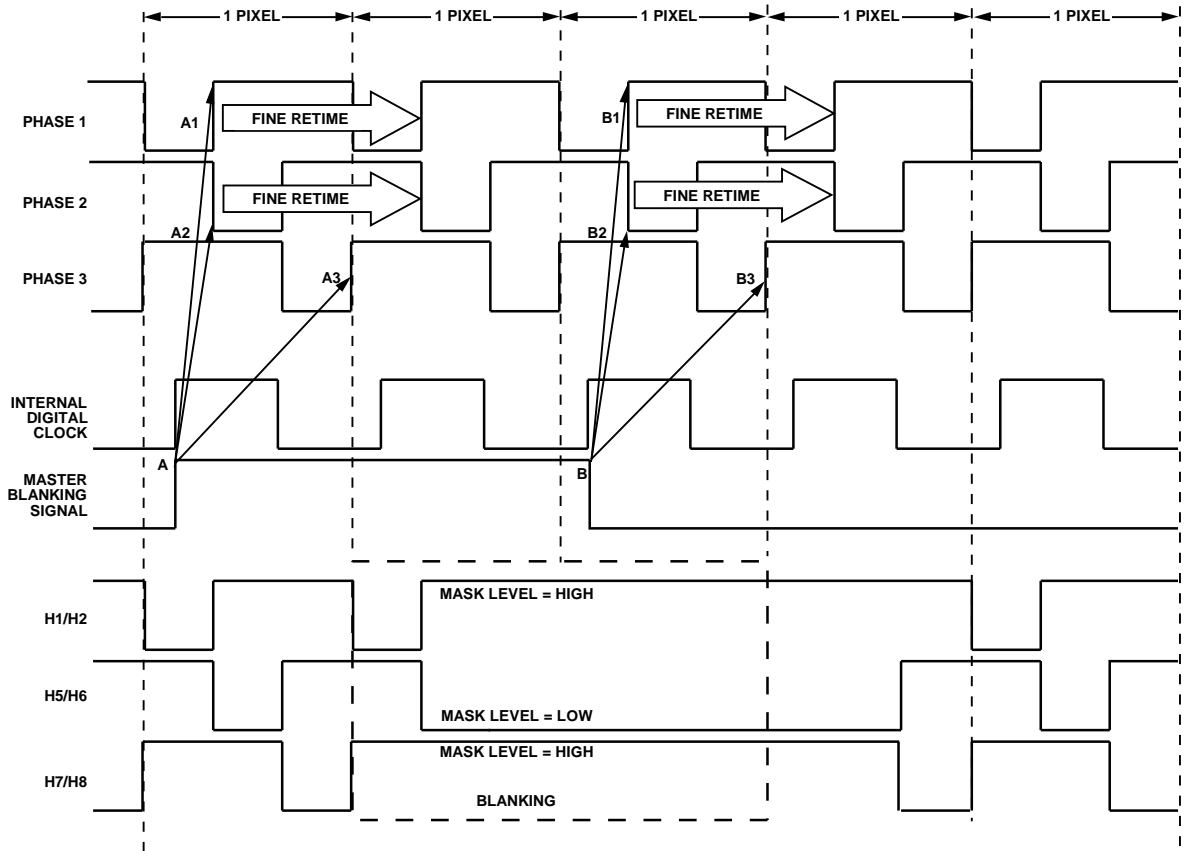 1 PIXEL 1 PIXEL 1 PIXEL 1 PIXEL 1 PIXEL
PHASE 1
A1
FINE RETIME
B1
FINE RETIME
PHASE 2
FINE RETIME
FINE RETIME
A2
B2
PHASE 3
A3
B3
INTERNAL
DIGITAL
CLOCK
A
B
MASTER
BLANKING
SIGNAL
H1/H2
MASK LEVEL = HIGH
H5/H6
MASK LEVEL = LOW
H7/H8
MASK LEVEL = HIGH
BLANKING